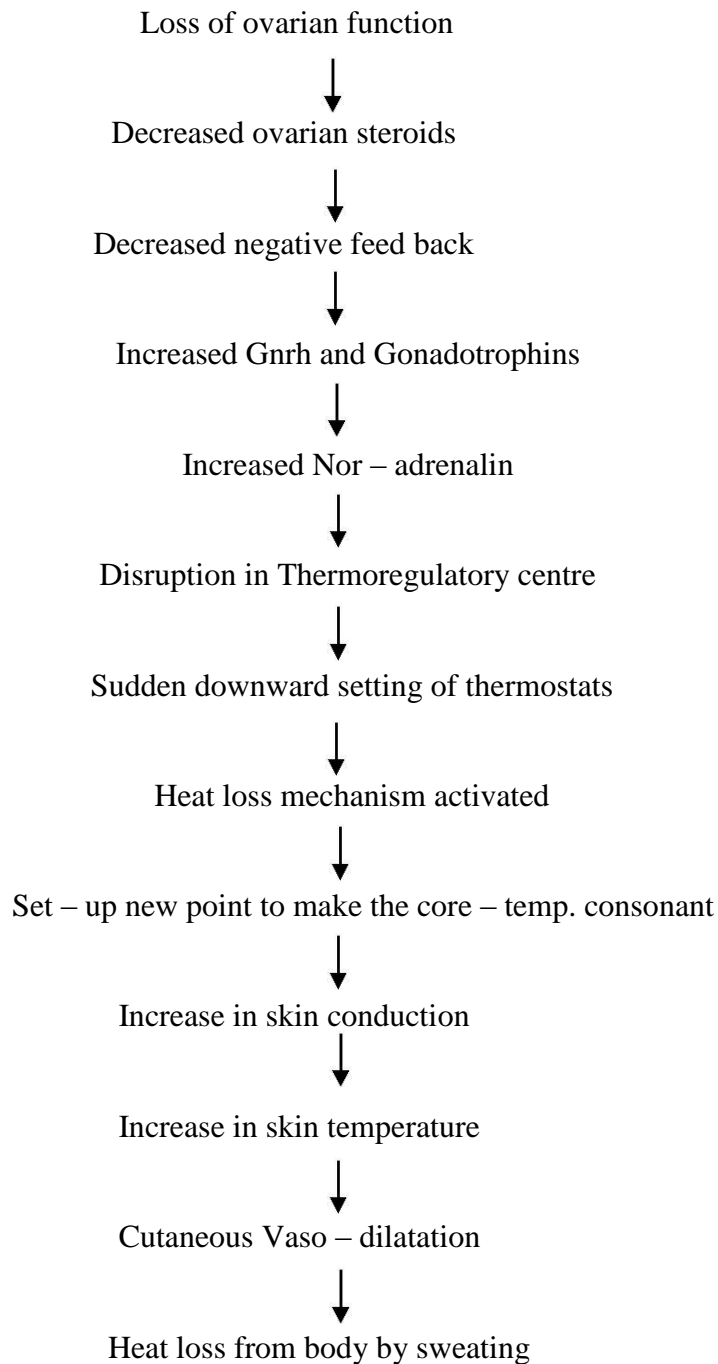 Loss of ovarian function
Decreased ovarian steroids
Decreased negative feed back
Increased Gnrh and Gonadotrophins
Increased Nor – adrenalin
Disruption in Thermoregulatory centre
Sudden downward setting of thermostats
Heat loss mechanism activated
Set – up new point to make the core – temp. consonant
Increase in skin conduction
Increase in skin temperature
Cutaneous Vaso – dilatation
Heat loss from body by sweating